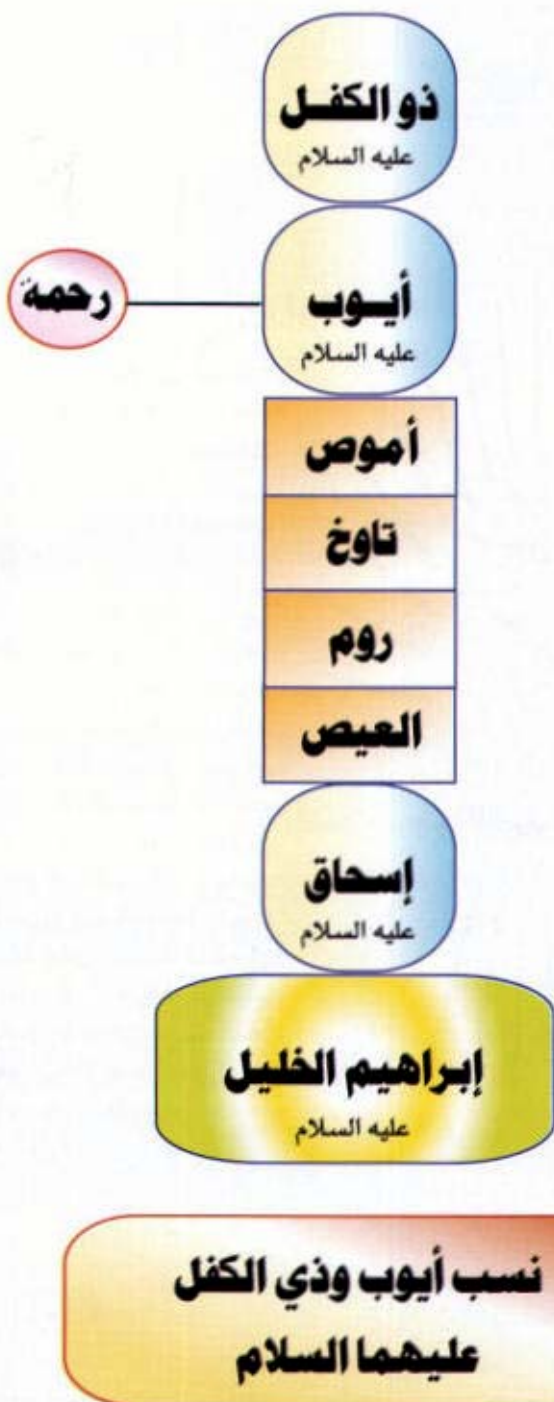 ذو الكفل
عليه السلام
أيوب
عليه السلام
رحمة
أموص
تاوخ
روم
العيص
إسحاق
عليه السلام
إبراهيم الخليل
عليه السلام
نسب أيوب وذي الكفل
عليهما السلام